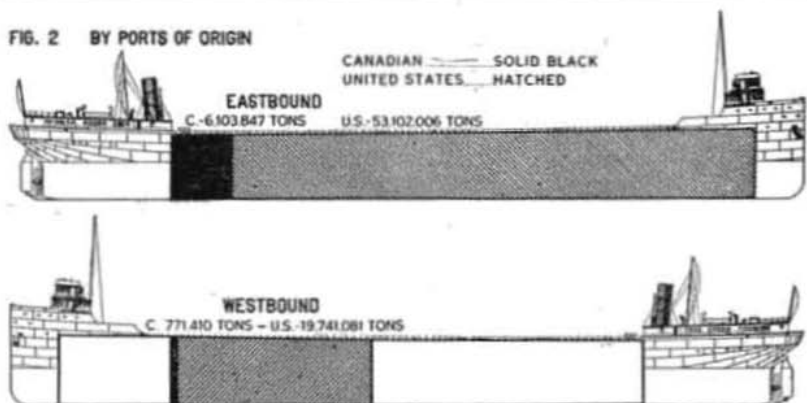 FIG. 2 BY PORTS OF ORIGIN
CANADIAN SOLID BLACK
UNITED STATES HATCHED
EASTBOUND
C.-6.103.847 TONS U.S.-53.102.006 TONS
WESTBOUND
C. 771.410 TONS - U.S.-19.741.081 TONS